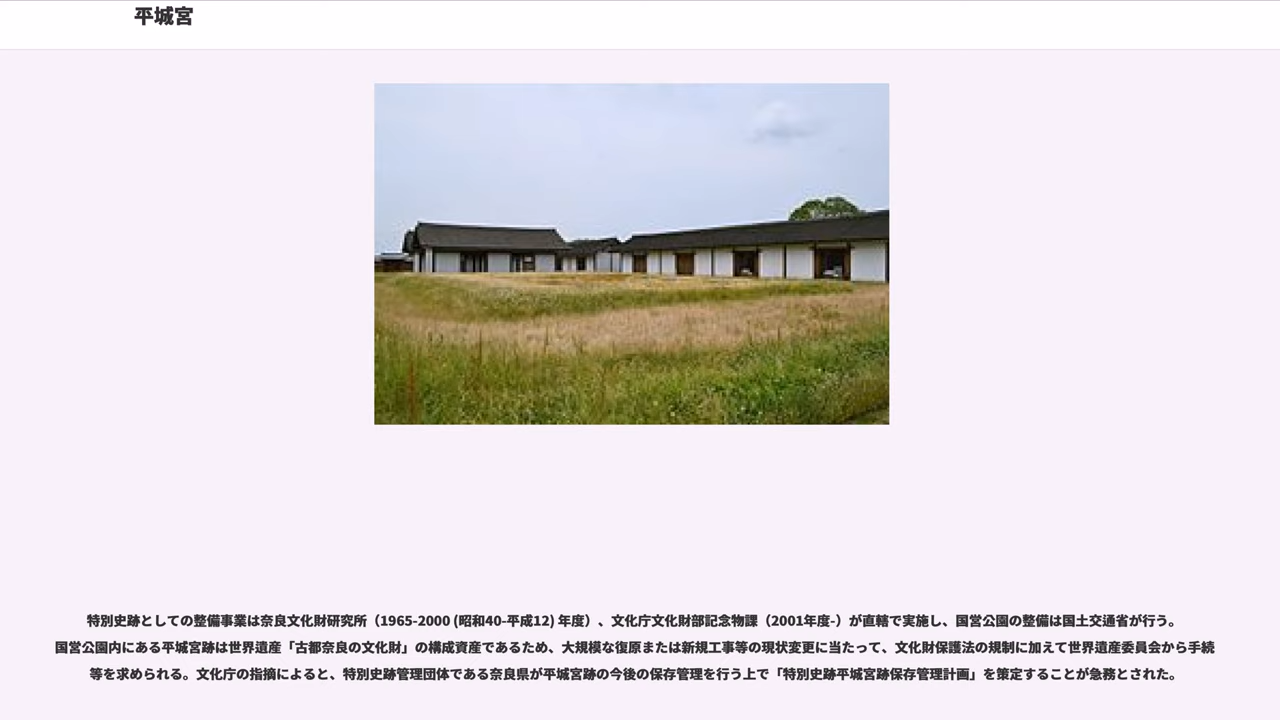 平城宮
特別史跡としての整備事業は奈良文化財研究所（1965-2000 (昭和40-平成12) 年度）、文化庁文化財部記念物課（2001年度-）が直轄で実施し、国営公園の整備は国土交通省が行う。
国営公園内にある平城宮跡は世界遺産「古都奈良の文化財」の構成資産であるため、大規模な復原または新規工事等の現状変更に当たって、文化財保護法の規制に加えて世界遺産委員会から手続
等を求められる。文化庁の指摘によると、特別史跡管理団体である奈良県が平城宮跡の今後の保存管理を行う上で「特別史跡平城宮跡保存管理計画」を策定することが急務とされた。